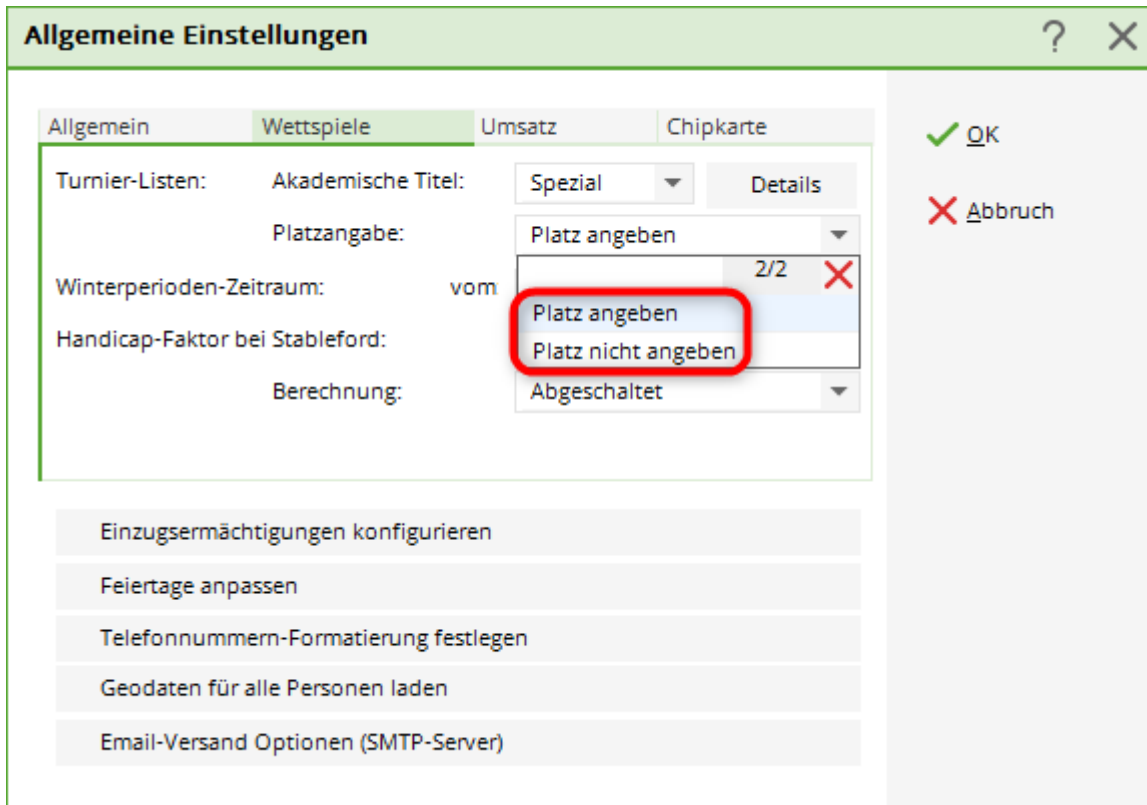 Allgemeine Einstellungen ?
Allgemein Wettspiele Umsatz Chipkarte
OK
Turnier-Listen: Akademische Titel: Spezial Details
Abbruch
Platzangabe: Platz angeben
2/2
Winterperioden-Zeitraum: vom:
Platz angeben
Handicap-Faktor bei Stableford:
Platz nicht angeben
Berechnung: Abgeschaltet
Einzugsermächtigungen konfigurieren
Feiertage anpassen
Telefonnummern-Formatierung festlegen
Geodaten für alle Personen laden
Email-Versand Optionen (SMTP-Server)